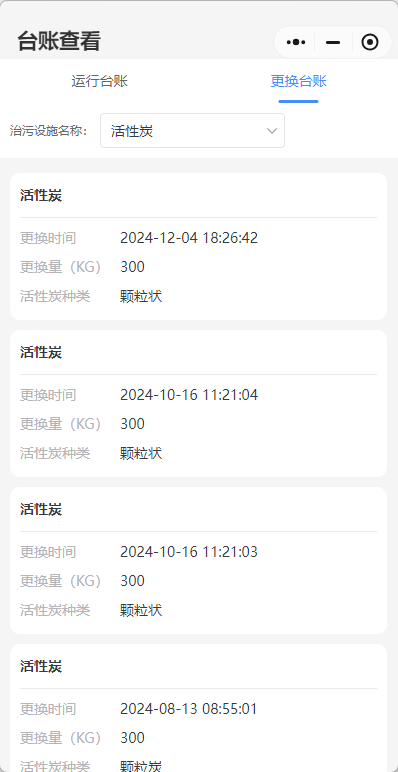 台账查看
运行台账 更换台账
治污设施名称： 活性炭
活性炭
更换时间 2024-12-04 18:26:42
更换量（KG） 300
活性炭种类 颗粒状
活性炭
更换时间 2024-10-16 11:21:04
更换量（KG） 300
活性炭种类 颗粒状
活性炭
更换时间 2024-10-16 11:21:03
更换量（KG） 300
活性炭种类 颗粒状
活性炭
更换时间 2024-08-13 08:55:01
更换量（KG） 300
活性炭种类 颗粒炭